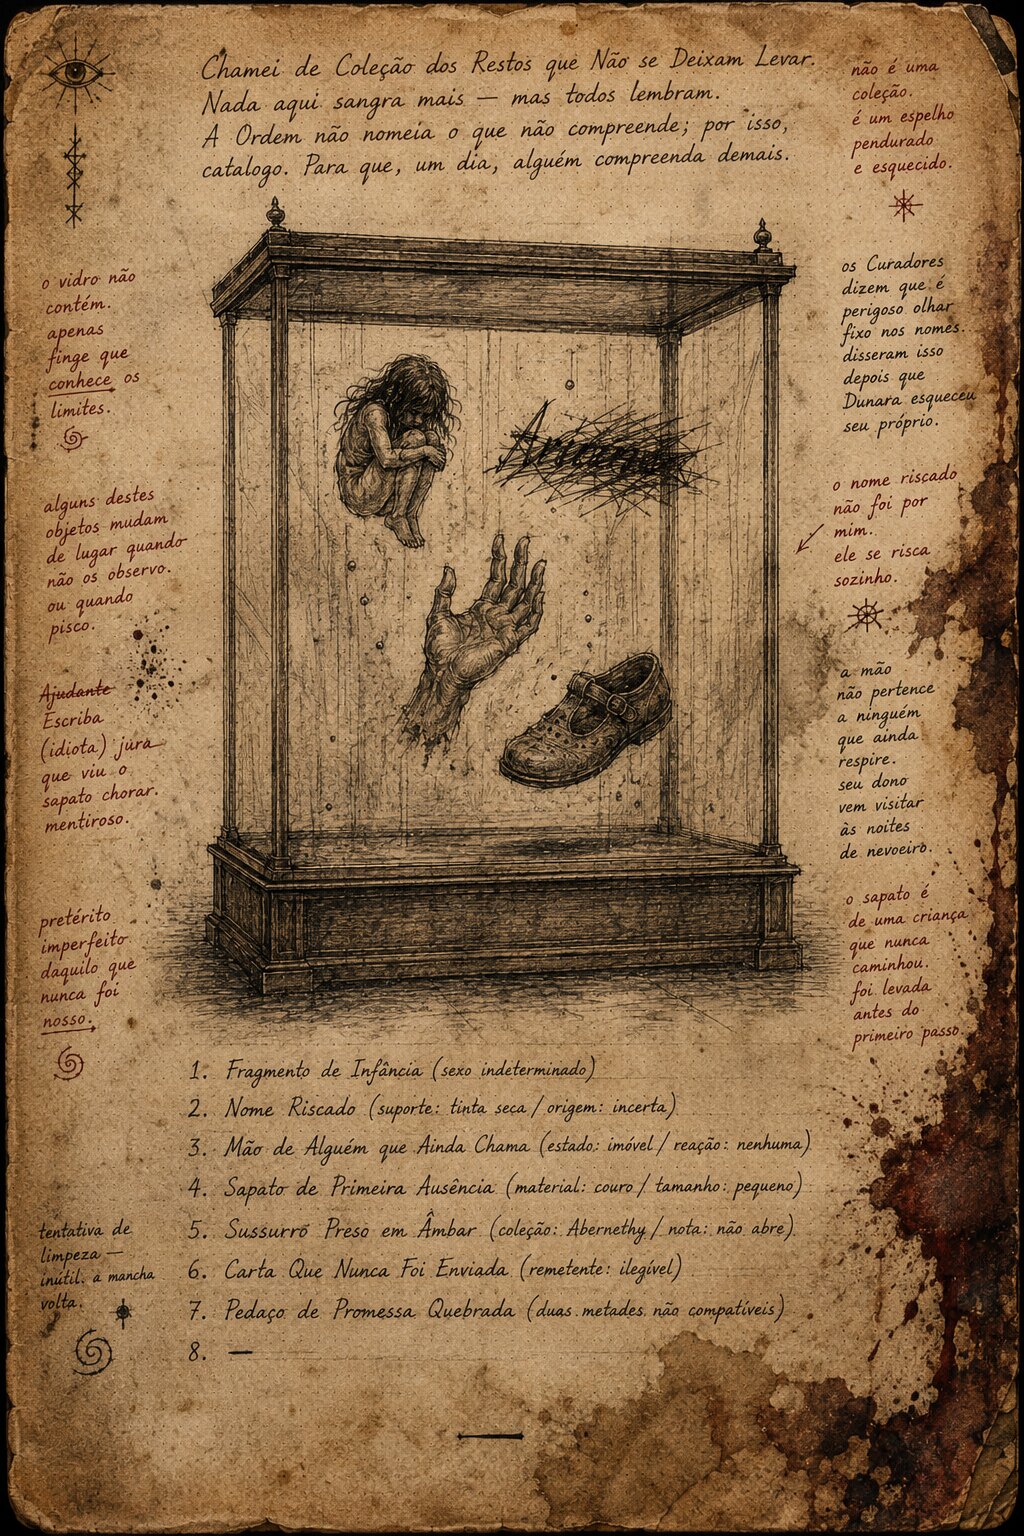 Chamei de Coleção dos Restos que Não se Deixam Levar.
Nada aqui sangra mais — mas todos lembram.
A Ordem não nomeia o que não compreende; por isso,
catalogo. Para que, um dia, alguém compreenda demais.
não é uma
coleção.
é um espelho
pendurado
e esquecido.
o vidro não
contém.
apenas
finge que
conhece os
limites.
alguns destes
objetos mudam
de lugar quando
não os observo.
ou quando
pisco.
Ajudante
Escriba
(idiota) jura
que viu o
sapato chorar.
mentiroso.
pretérito
imperfeito
daquilo que
nunca foi
nosso.
os Curadores
dizem que é
perigoso olhar
fixo nos nomes.
disseram isso
depois que
Dunara esqueceu
seu próprio.
o nome riscado
não foi por
mim.
ele se risca
sozinho.
a mão
não pertence
a ninguém
que ainda
respire.
seu dono
vem visitar
às noites
de nevoeiro.
o sapato é
de uma criança
que nunca
caminhou.
foi levada
antes do
primeiro passo.
1. Fragmento de Infância (sexo indeterminado)
2. Nome Riscado (suporte: tinta seca / origem: incerta)
3. Mão de Alguém que Ainda Chama (estado: imóvel / reação: nenhuma)
4. Sapato de Primeira Ausência (material: couro / tamanho: pequeno)
5. Sussurro Preso em Âmbar (coleção: Abernethy / nota: não abre)
6. Carta Que Nunca Foi Enviada (remetente: ilegível)
7. Pedaço de Promessa Quebrada (duas metades não compatíveis)
8. —
tentativa de
limpeza —
inútil. a mancha
volta.